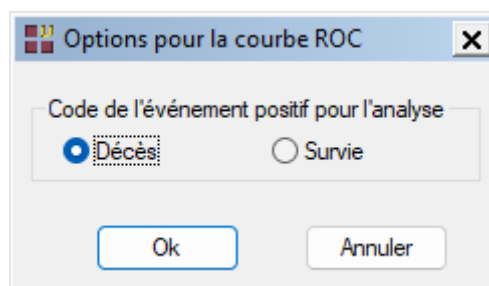 Options pour la courbe ROC
Code de l'événement positif pour l'analyse
Décès Survie
Ok Annuler